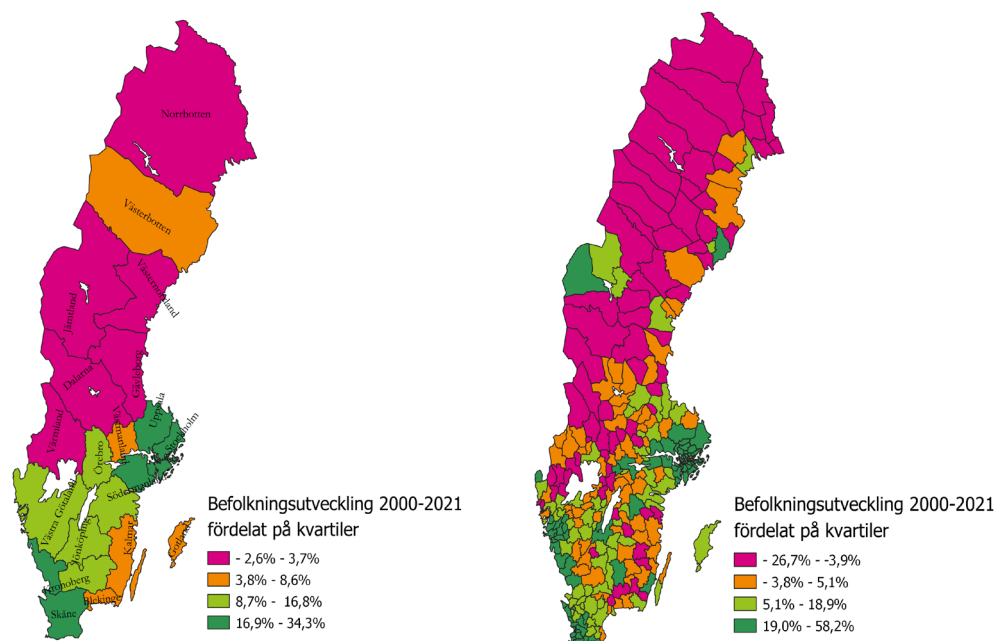 Norrbotten
Västerbotten
Västernorrland
Jämtland
Gävleborg
Dalarna
Värmland
Västmanland
Uppsala
Stockholm
Örebro
Södermanland
Västra Götaland
Jönköping
Kalmar
Gotland
Kronoberg
Blekinge
Skåne
Befolkningsutveckling 2000-2021
fördelat på kvartiler
- 2,6% - 3,7%
3,8% - 8,6%
8,7% - 16,8%
16,9% - 34,3%
Befolkningsutveckling 2000-2021
fördelat på kvartiler
- 26,7% - -3,9%
- 3,8% - 5,1%
5,1% - 18,9%
19,0% - 58,2%